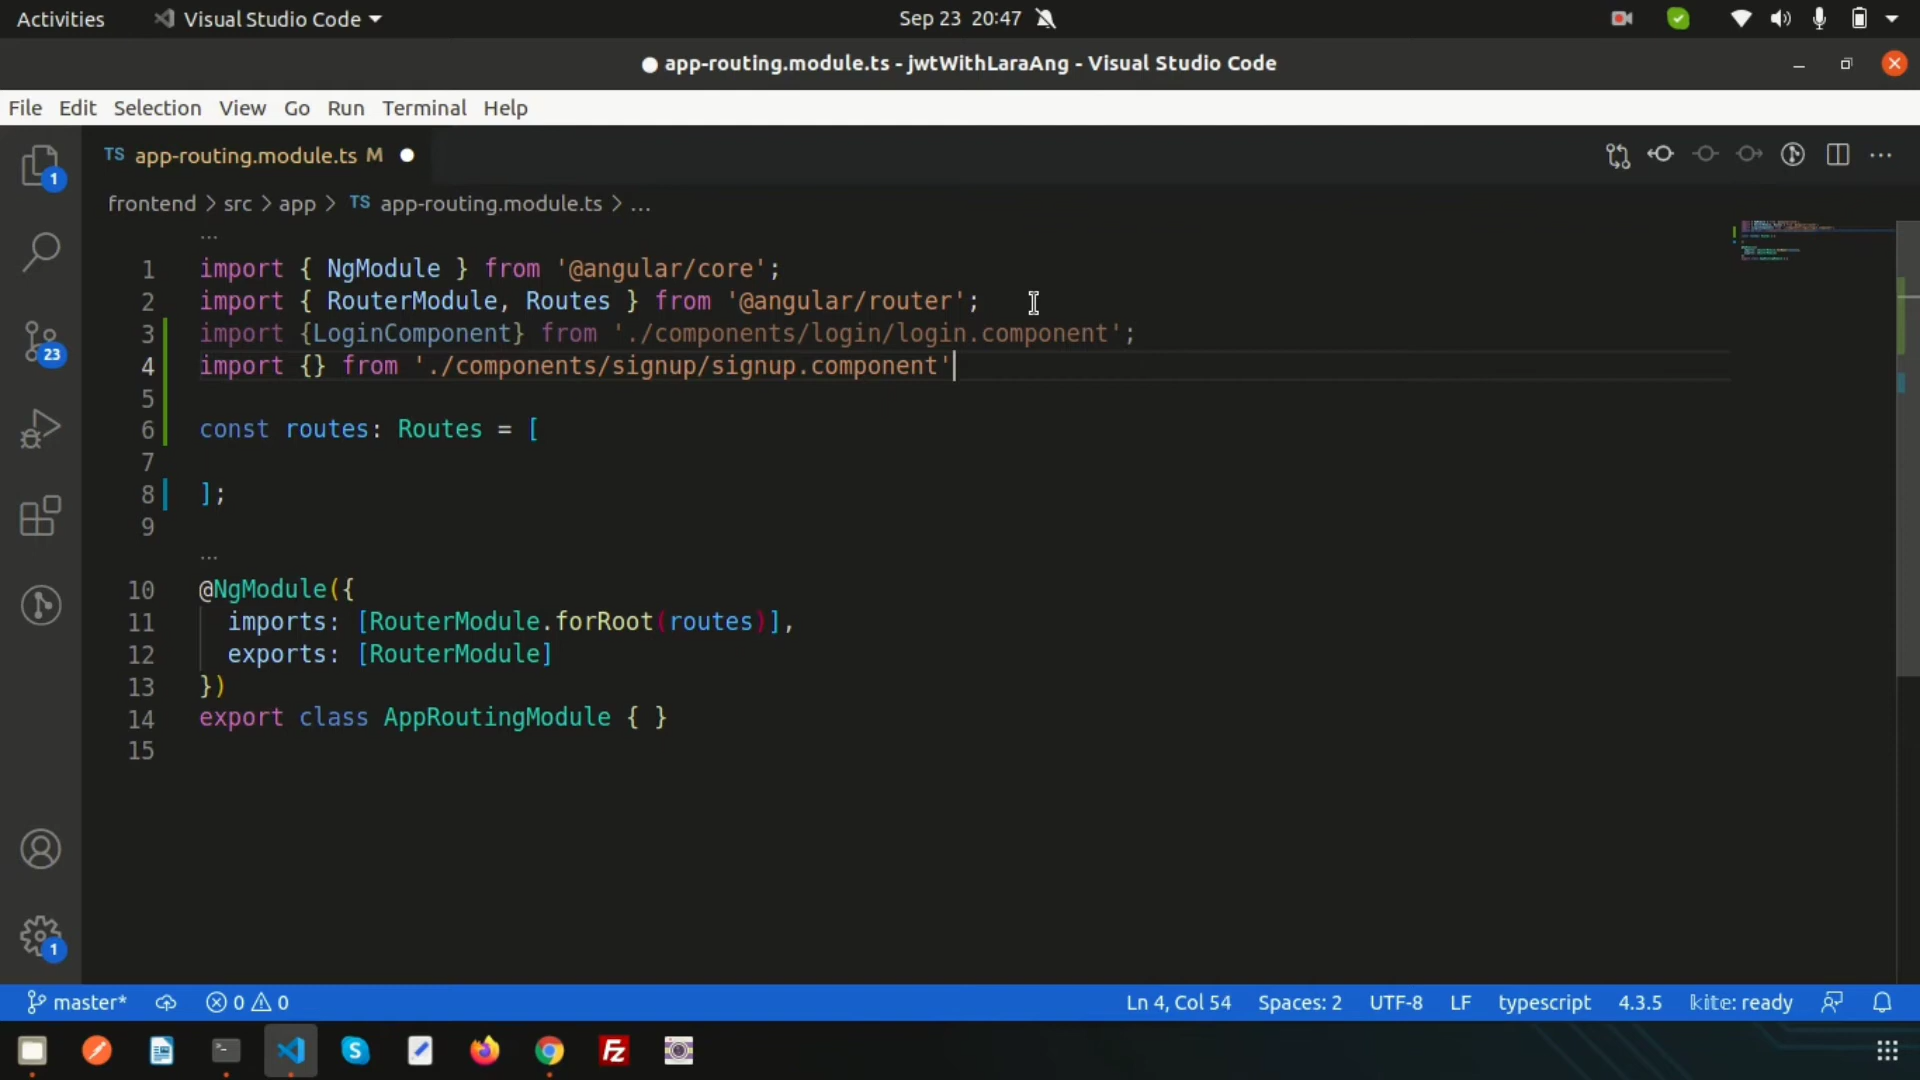 Activities
Visual Studio Code
Sep 23 20:47
● app-routing.module.ts - jwtWithLaraAng - Visual Studio Code
File Edit Selection View Go Run Terminal Help
TS app-routing.module.ts M ●
frontend > src > app > TS app-routing.module.ts > ...
...
1 import { NgModule } from '@angular/core';
2 import { RouterModule, Routes } from '@angular/router';
3 import {LoginComponent} from './components/login/login.component';
4 import {} from './components/signup/signup.component'
5
6 const routes: Routes = [
7
8 ];
9
...
10 @NgModule({
11 imports: [RouterModule.forRoot(routes)],
12 exports: [RouterModule]
13 })
14 export class AppRoutingModule { }
15
1
23
1
master* 0 0 Ln 4, Col 54 Spaces: 2 UTF-8 LF typescript 4.3.5 kite: ready